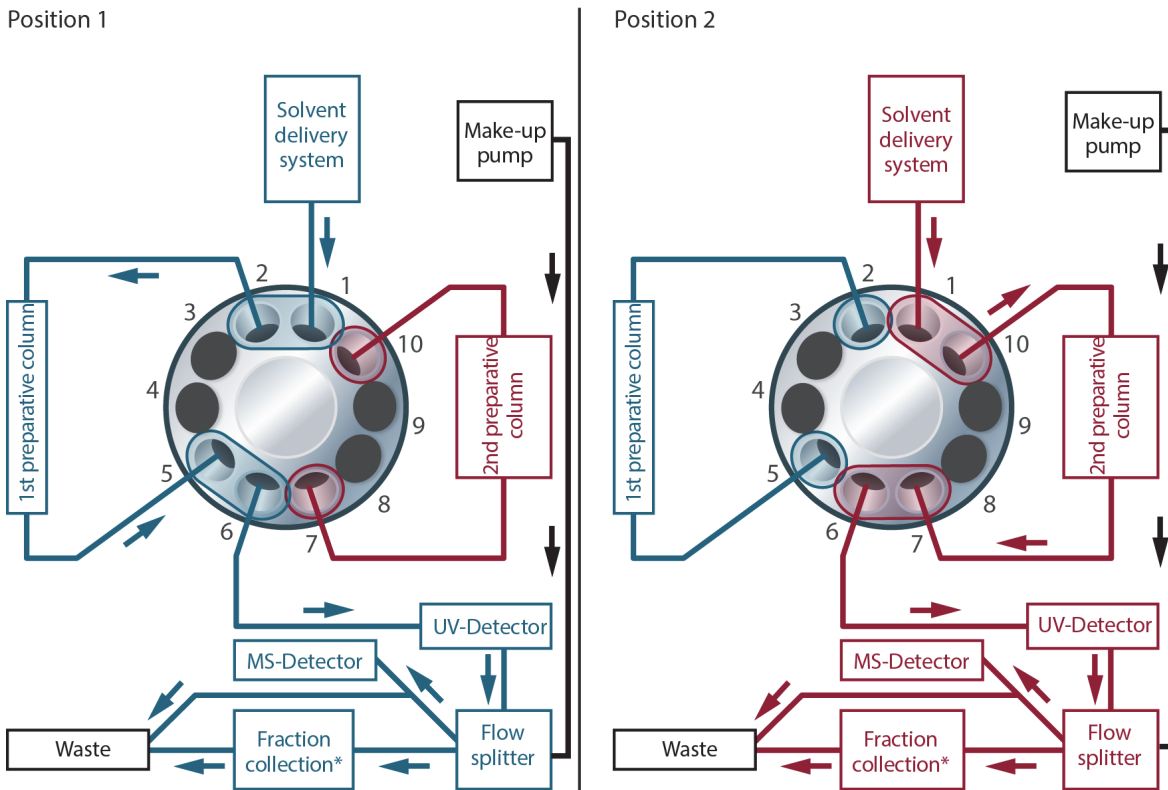 Position 1
Solvent
delivery
system
Make-up
pump
2
1
3
10
4
9
5
8
6
7
1st preparative column
2nd preparative
column
UV-Detector
MS-Detector
Waste
Fraction
collection*
Flow
splitter
Position 2
Solvent
delivery
system
Make-up
pump
2
1
3
10
4
9
5
8
6
7
1st preparative column
2nd preparative
column
UV-Detector
MS-Detector
Waste
Fraction
collection*
Flow
splitter